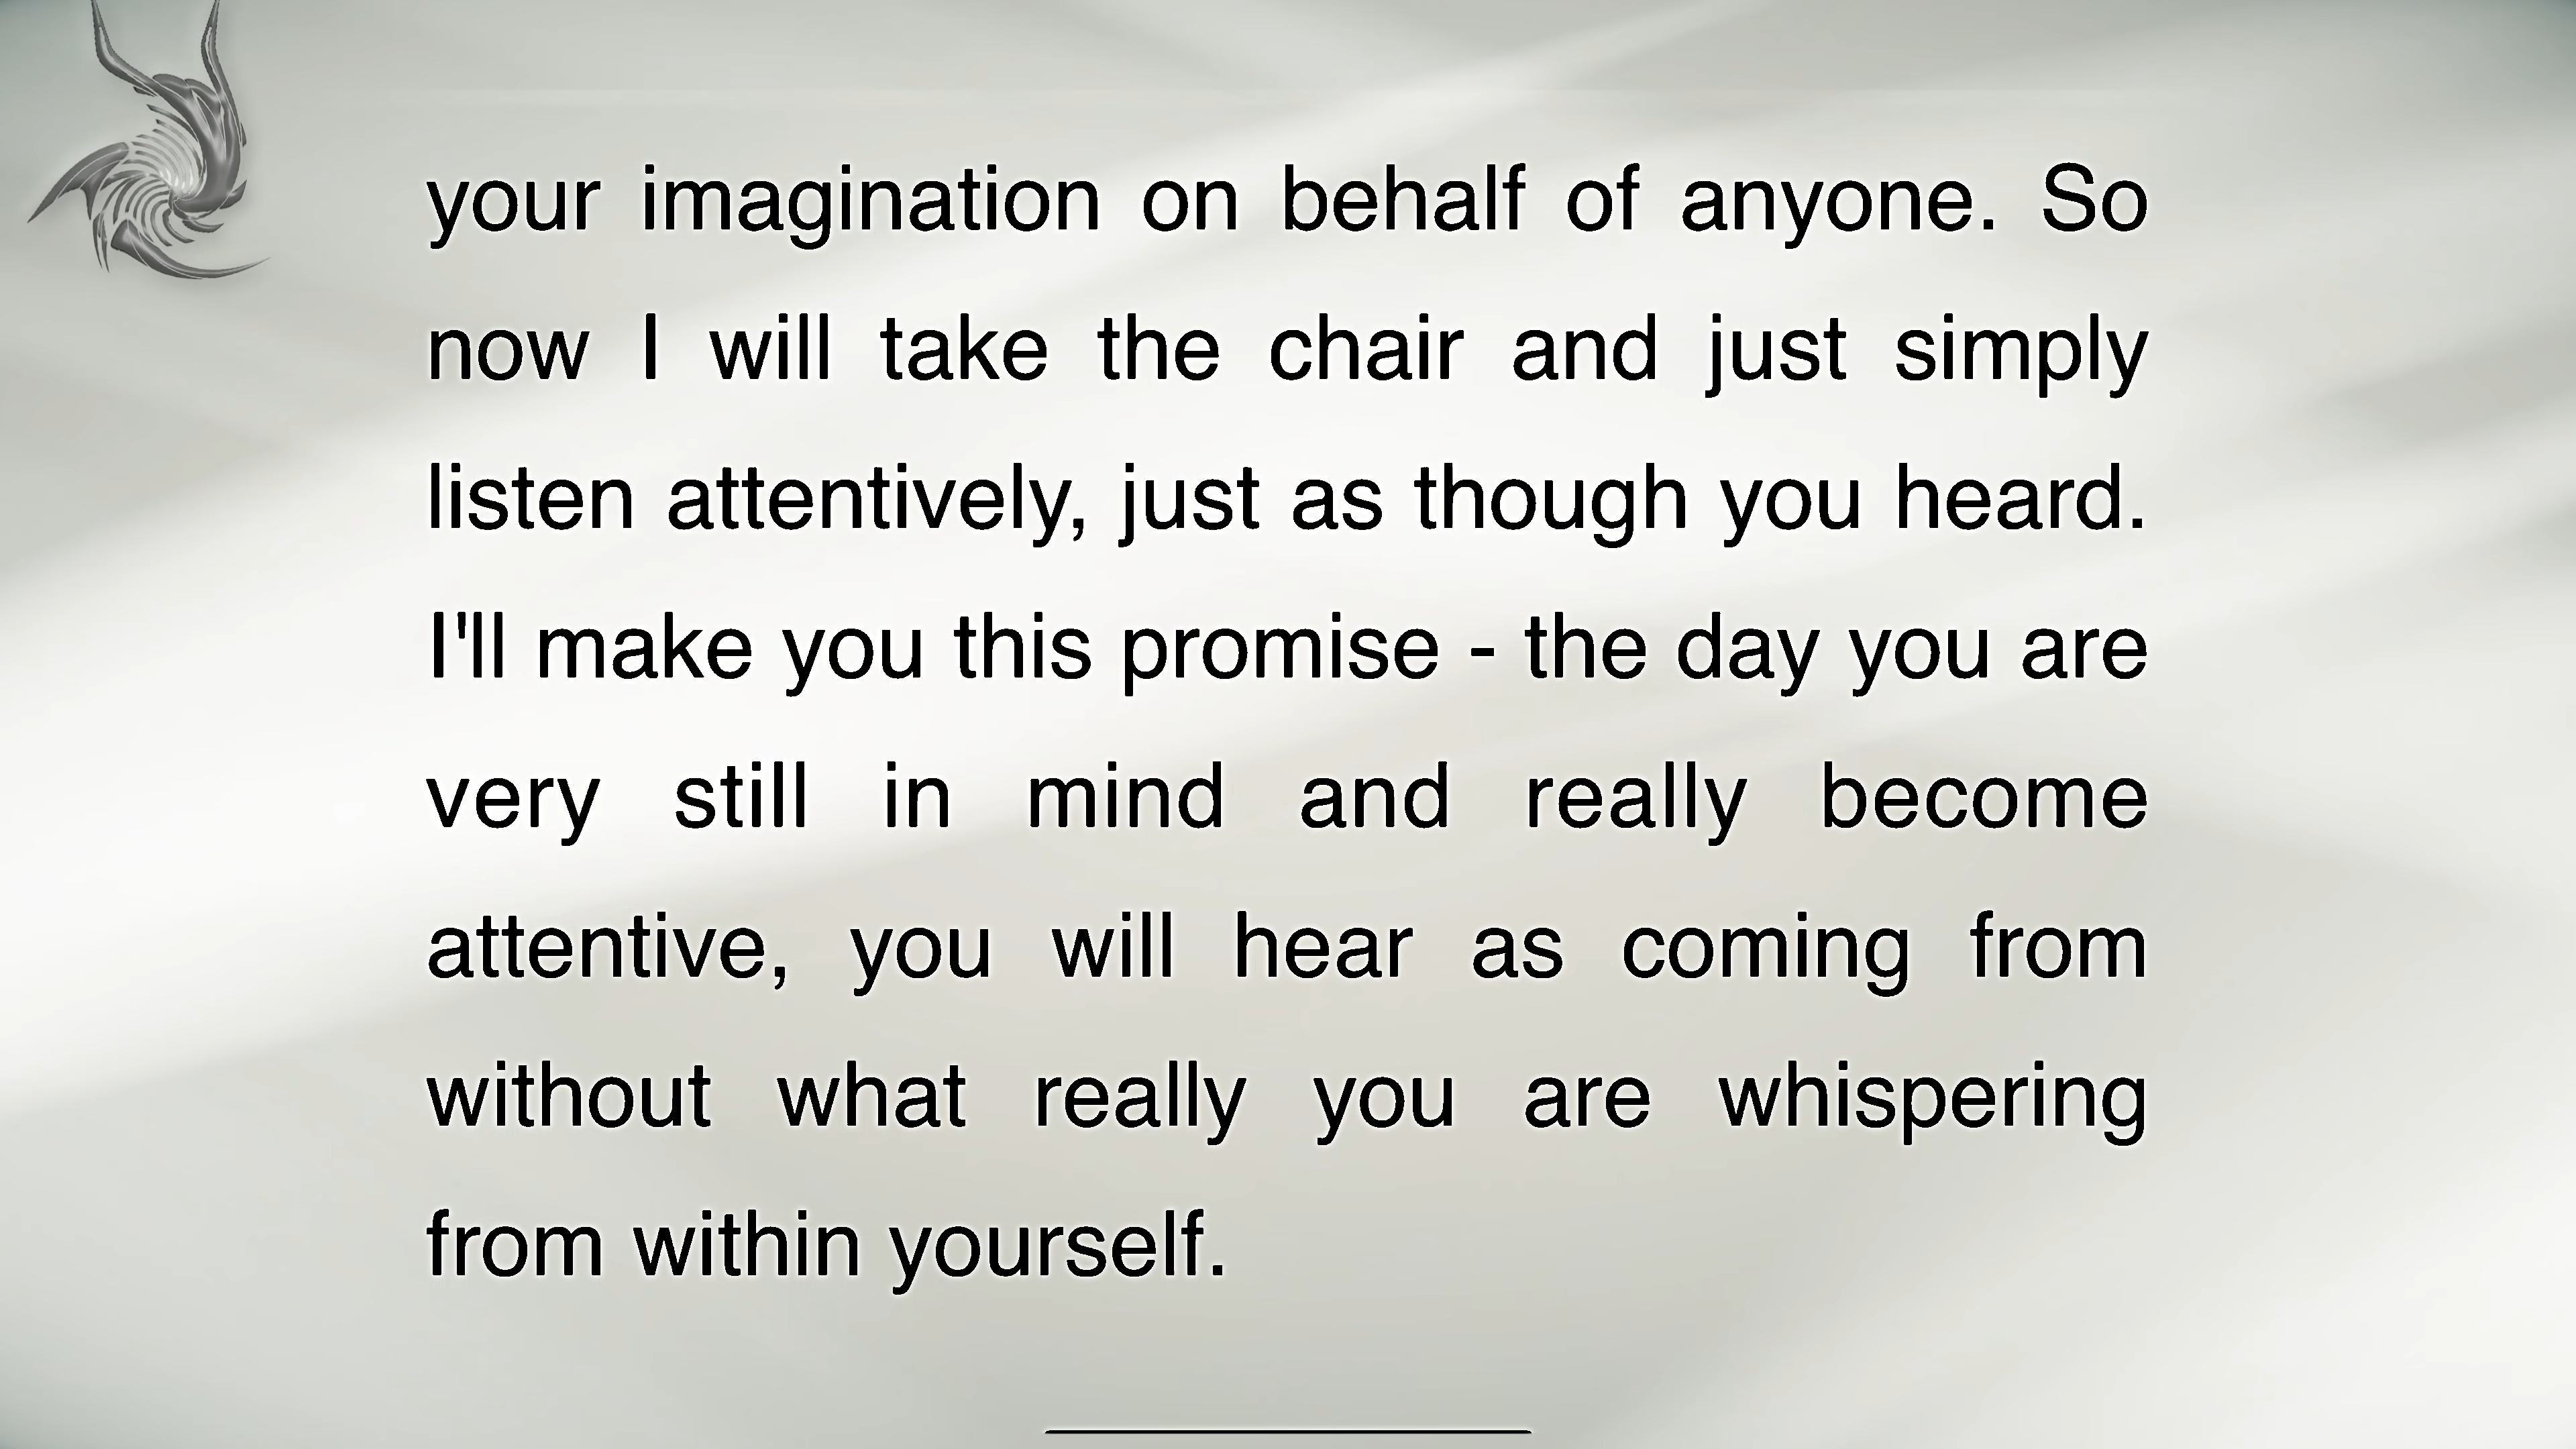 your imagination on behalf of anyone. So
now I will take the chair and just simply
listen attentively, just as though you heard.
I'll make you this promise - the day you are
very still in mind and really become
attentive, you will hear as coming from
without what really you are whispering
from within yourself.